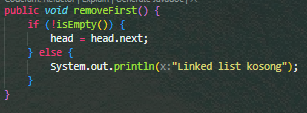 public void removeFirst() {
if (!isEmpty()) {
head = head.next;
} else {
System.out.println(x:"Linked list kosong");
}
}